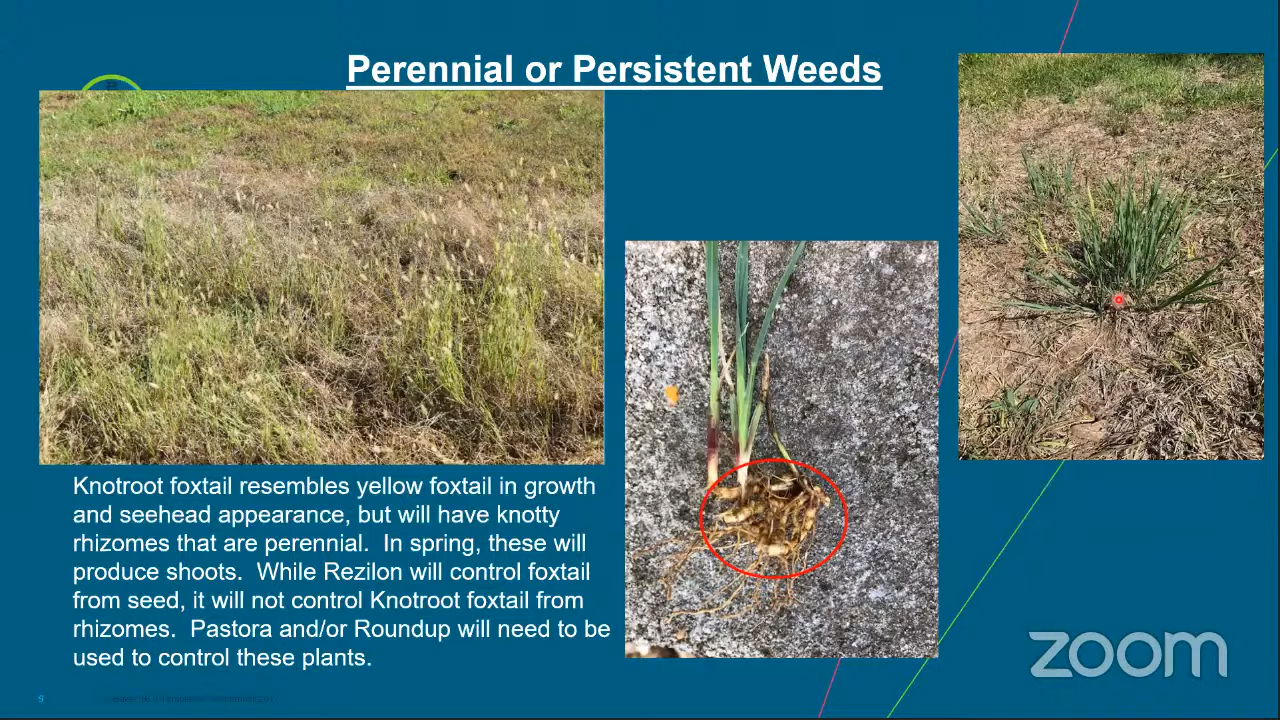 Perennial or Persistent Weeds
Knotroot foxtail resembles yellow foxtail in growth
and seehead appearance, but will have knotty
rhizomes that are perennial.  In spring, these will
produce shoots.  While Rezilon will control foxtail
from seed, it will not control Knotroot foxtail from
rhizomes.  Pastora and/or Roundup will need to be
used to control these plants.
zoom
9